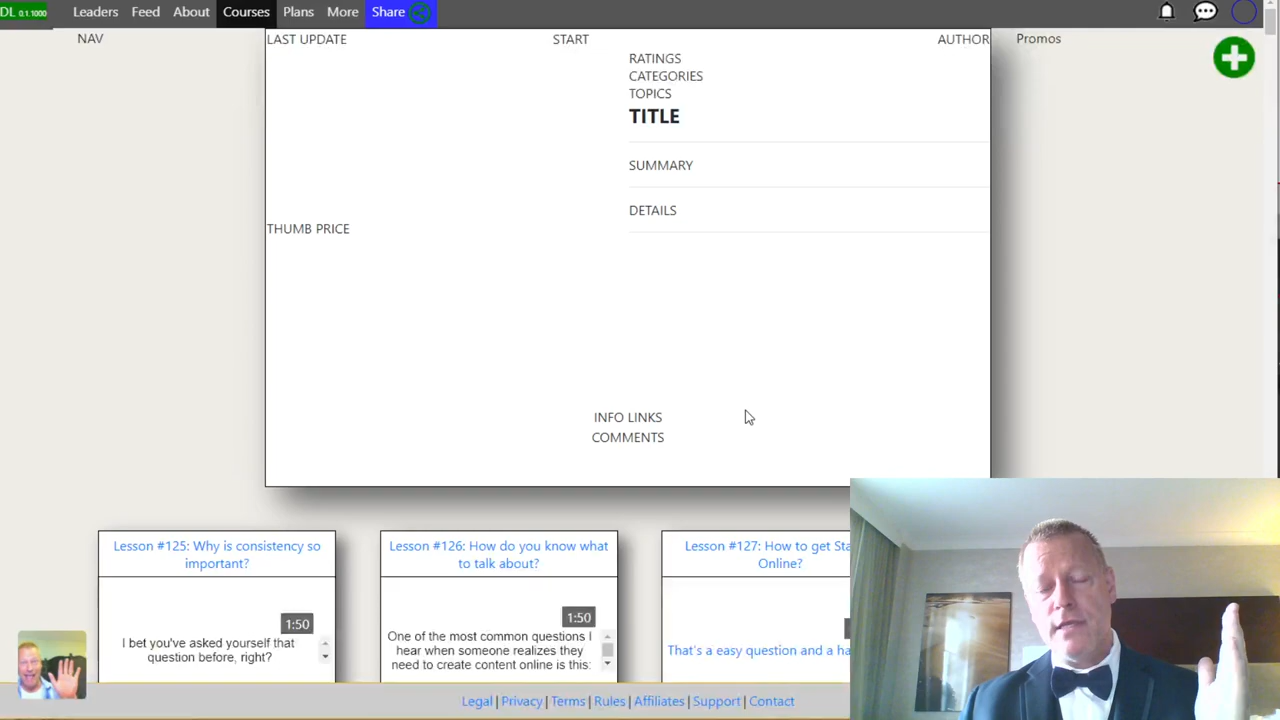 DL 0.1.1000 Leaders Feed About Courses Plans More Share
NAV
LAST UPDATE START AUTHOR
Promos
RATINGS
CATEGORIES
TOPICS
TITLE
SUMMARY
DETAILS
THUMB PRICE
INFO LINKS
COMMENTS
Lesson #125: Why is consistency so
important?
1:50
I bet you've asked yourself that
question before, right?
Lesson #126: How do you know what
to talk about?
1:50
One of the most common questions I
hear when someone realizes they
need to create content online is this:
Lesson #127: How to get Sta
Online?
That's a easy question and a ha
Legal | Privacy | Terms | Rules | Affiliates | Support | Contact